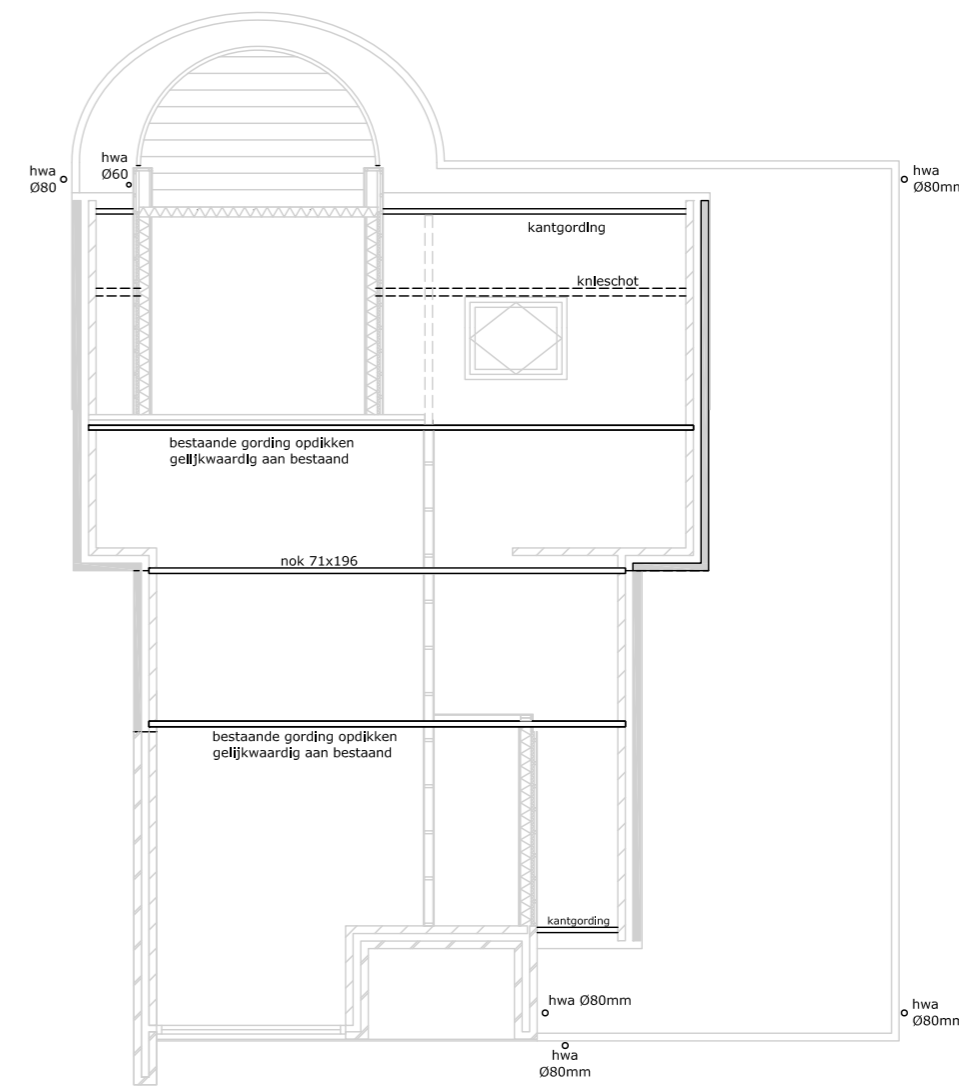 hwa
Ø80
hwa
Ø60
hwa
Ø80mm
kantgording
knieschot
bestaande gording opdikken
gelijkwaardig aan bestaand
nok 71x196
bestaande gording opdikken
gelijkwaardig aan bestaand
kantgording
hwa Ø80mm
hwa
Ø80mm
hwa
Ø80mm